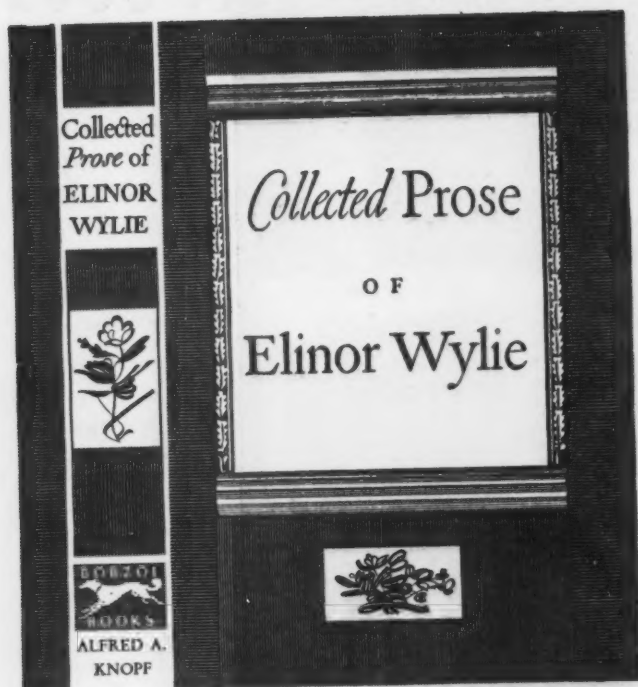 Collected
Prose of
ELINOR
WYLIE
BORZOI
BOOKS
ALFRED A.
KNOPF
Collected Prose
OF
Elinor Wylie